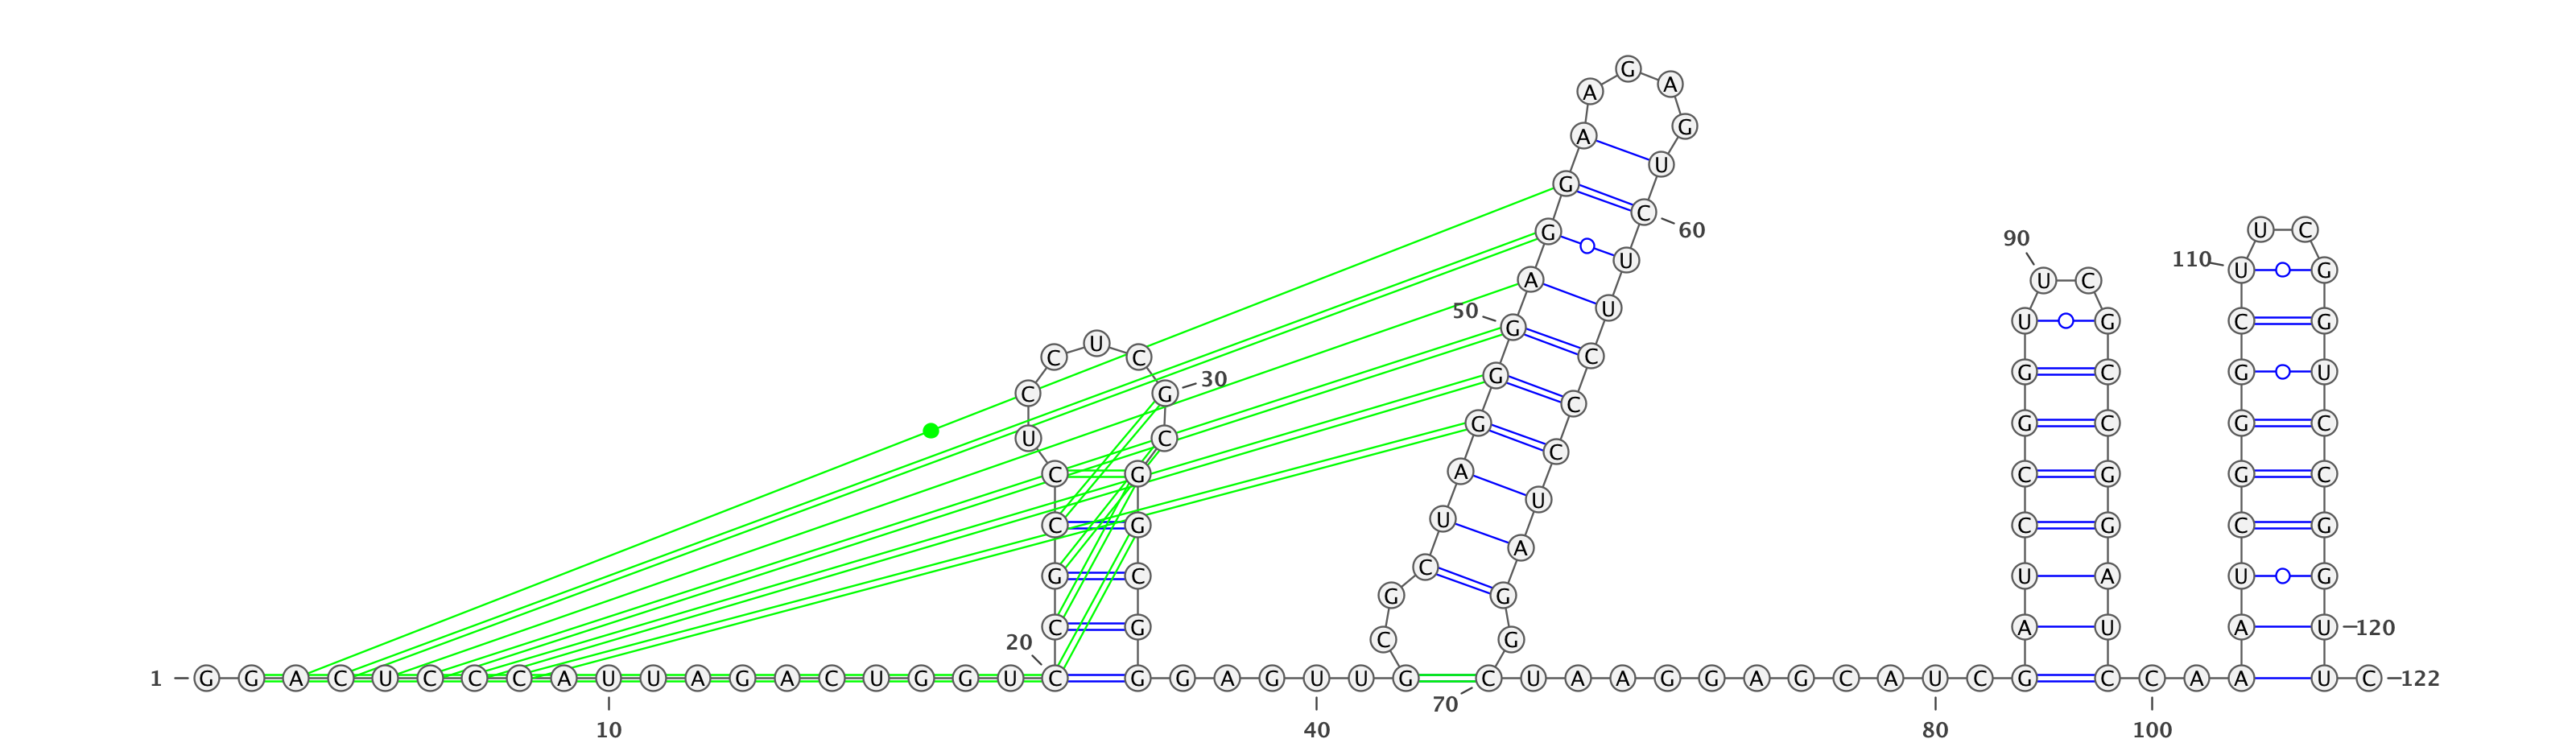 1
G G A C U C C C A U
10
U A G A C U G G U C
20
C G C C U C C U C G
30
C G G C G G G A G U
40
U G C G C U A G G G
50
A G G A A G A G U C
60
U U C C C U A G G C
70
U A A G G A G C A U
80
C G A U C C G G U U
90
C G C C G G A U C C
100
A A A U C G G G C U
110
U C G G U C C G G U
120
U C
122